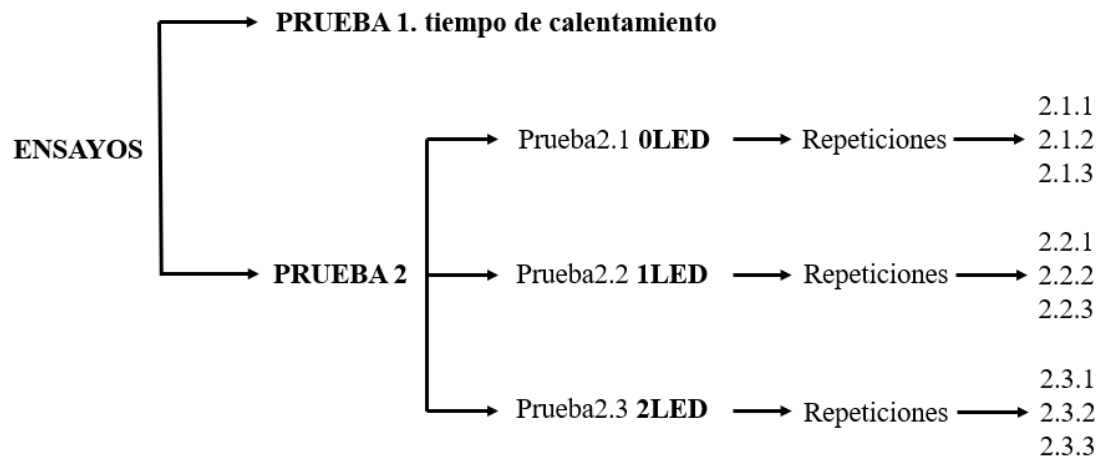 PRUEBA 1. tiempo de calentamiento
ENSAYOS
PRUEBA 2
Prueba2.1 0LED
Repeticiones
2.1.1
2.1.2
2.1.3
Prueba2.2 1LED
Repeticiones
2.2.1
2.2.2
2.2.3
Prueba2.3 2LED
Repeticiones
2.3.1
2.3.2
2.3.3